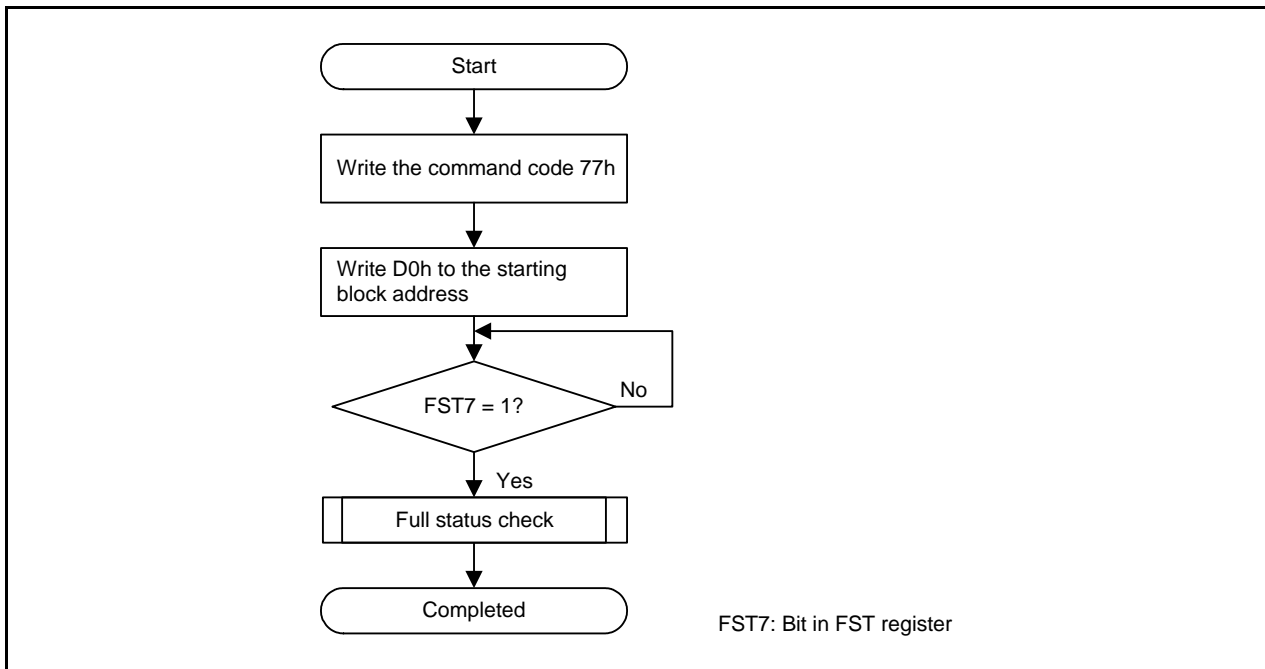 Start
Write the command code 77h
Write D0h to the starting
block address
FST7 = 1?
No
Yes
Full status check
Completed
FST7: Bit in FST register